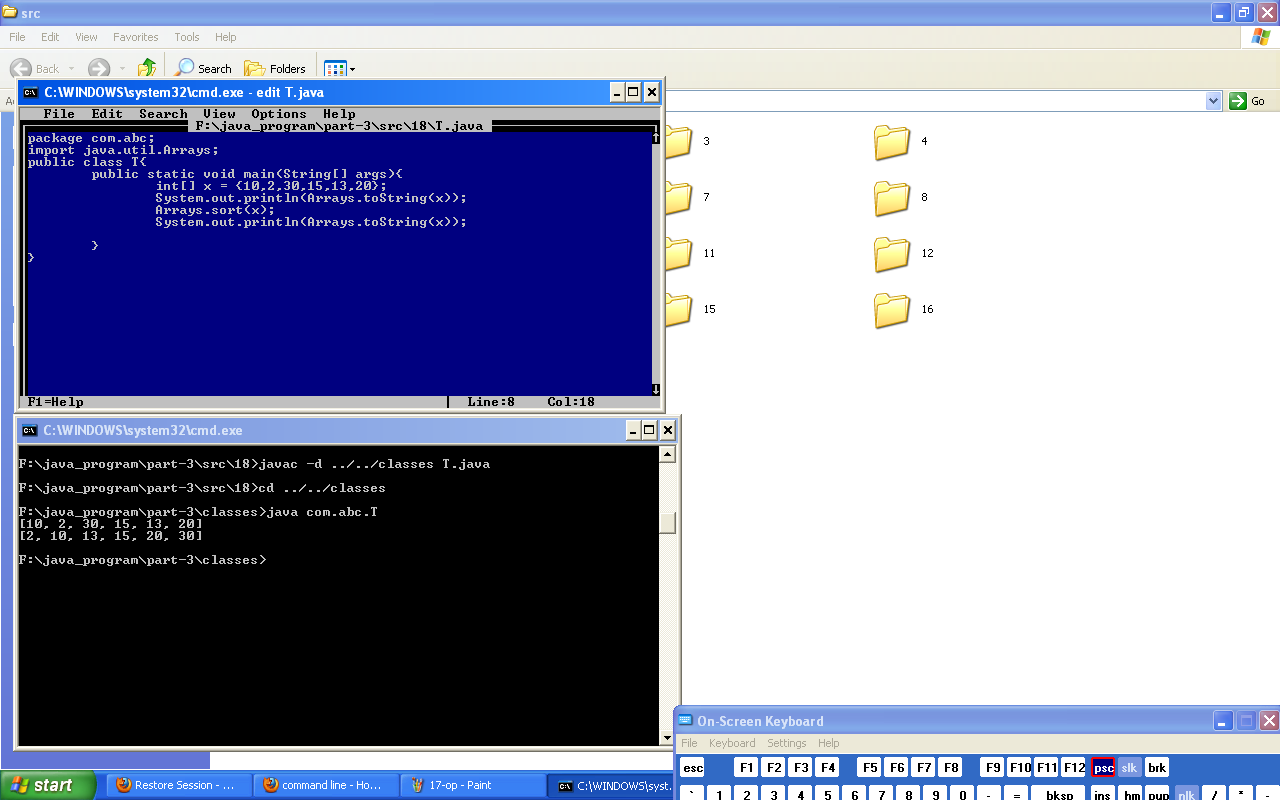 src
File Edit View Favorites Tools Help
Back Search Folders
Go
C:\WINDOWS\system32\cmd.exe - edit T.java
File Edit Search View Options Help
F:\java_program\part-3\src\18\T.java
package com.abc;
import java.util.Arrays;
public class T{
public static void main(String[] args){
int[] x = {10,2,30,15,13,20};
System.out.println(Arrays.toString(x));
Arrays.sort(x);
System.out.println(Arrays.toString(x));
}
}
F1=Help Line:8 Col:18
3 4
7 8
11 12
15 16
C:\WINDOWS\system32\cmd.exe
F:\java_program\part-3\src\18>javac -d ../../classes T.java
F:\java_program\part-3\src\18>cd ../../classes
F:\java_program\part-3\classes>java com.abc.T
[10, 2, 30, 15, 13, 20]
[2, 10, 13, 15, 20, 30]
F:\java_program\part-3\classes>
On-Screen Keyboard
File Keyboard Settings Help
esc F1 F2 F3 F4 F5 F6 F7 F8 F9 F10 F11 F12 psc slk brk
` 1 2 3 4 5 6 7 8 9 0 - = bksp ins hm pup nlk / * -
start Restore Session - ... command line - Ho... 17-op - Paint C:\WINDOWS\syst...